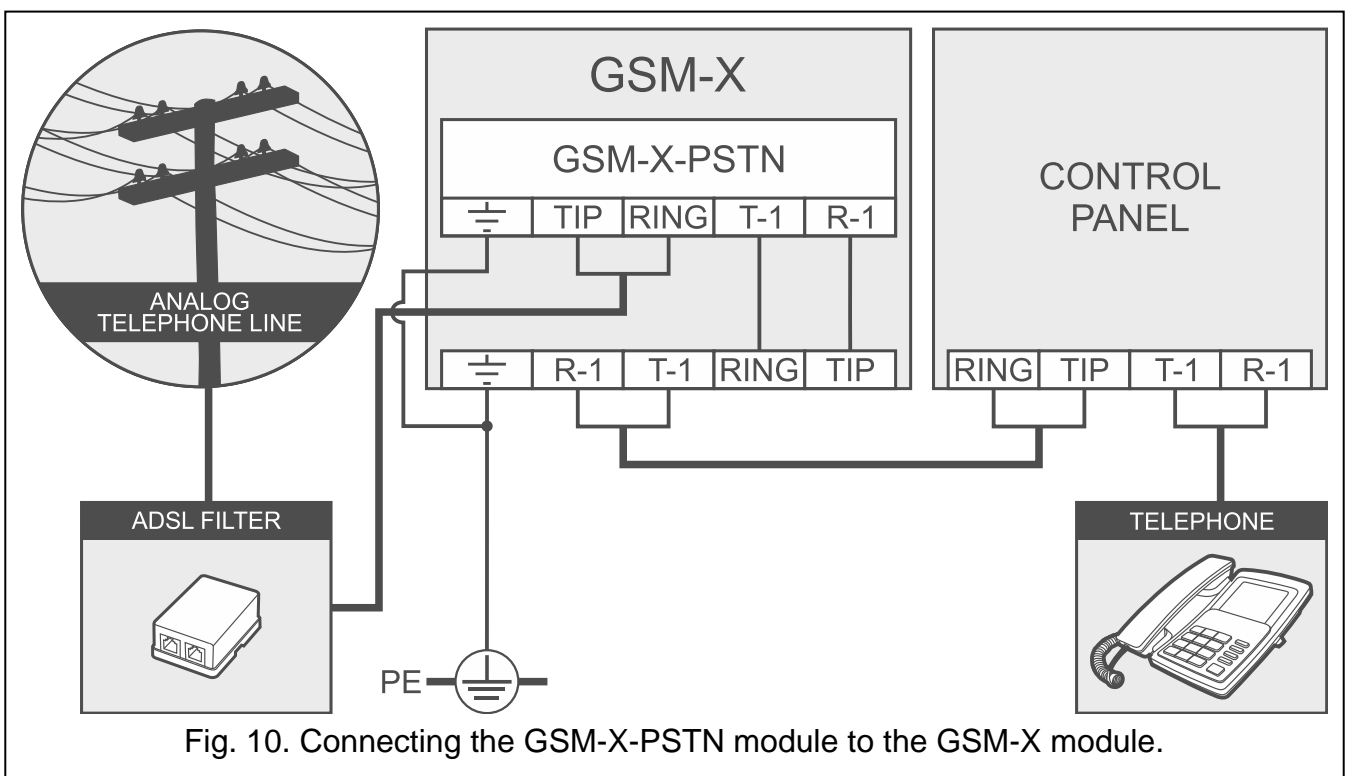 GSM-X
GSM-X-PSTN
TIP RING T-1 R-1
R-1 T-1 RING TIP
CONTROL
PANEL
RING TIP T-1 R-1
ANALOG
TELEPHONE LINE
ADSL FILTER
TELEPHONE
PE
Fig. 10. Connecting the GSM-X-PSTN module to the GSM-X module.